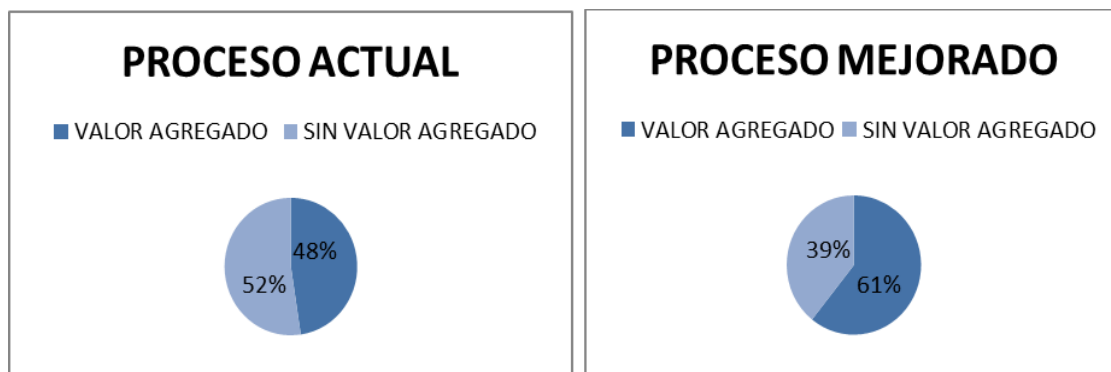 PROCESO ACTUAL
VALOR AGREGADO SIN VALOR AGREGADO
48%
52%
PROCESO MEJORADO
VALOR AGREGADO SIN VALOR AGREGADO
39%
61%